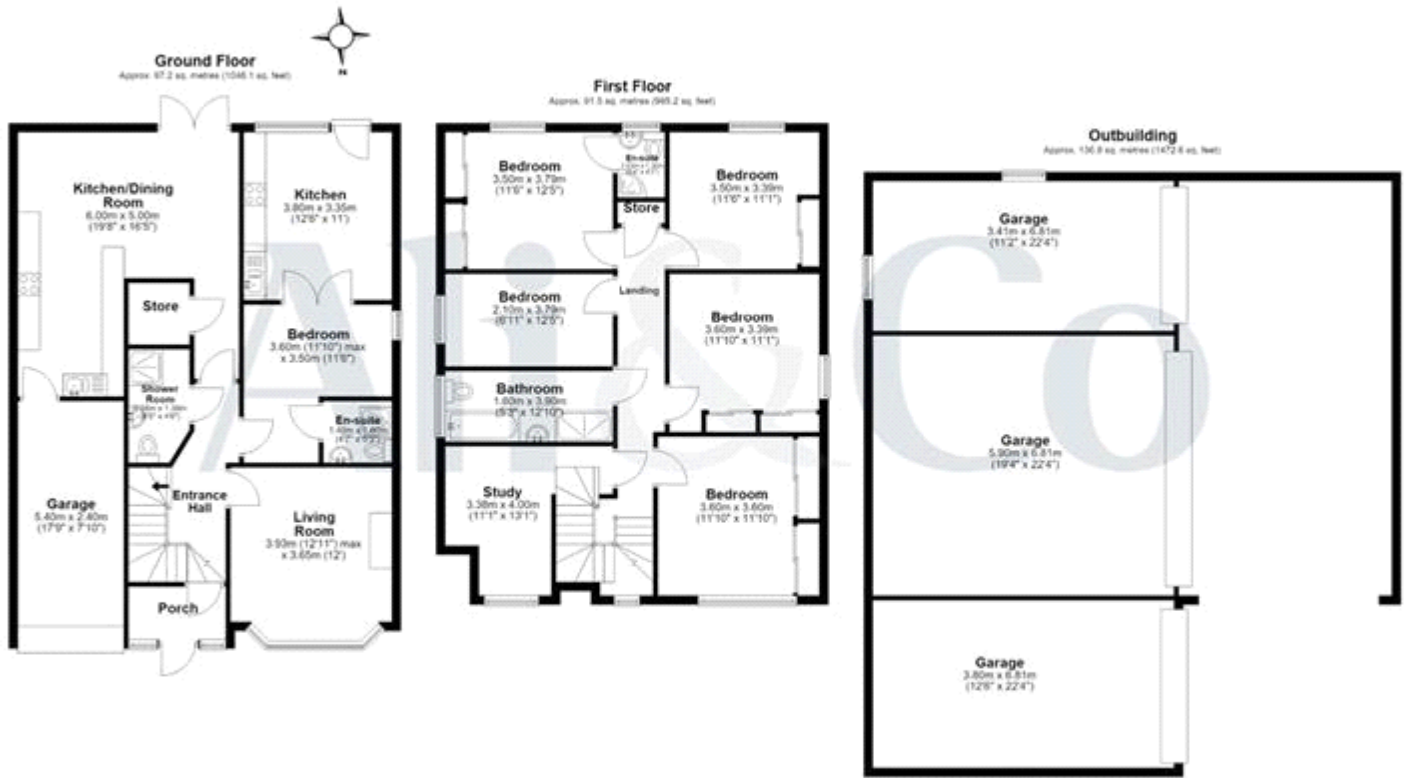 Ground Floor
Approx. 97.2 sq. metres (1046.1 sq. feet)
N
Kitchen/Dining
Room
6.00m x 5.00m
(19'8" x 16'5")
Kitchen
3.80m x 3.35m
(12'6" x 11')
Store
Bedroom
3.60m (11'10") max
x 3.50m (11'6")
Shower
Room
En-suite
Garage
5.40m x 2.40m
(17'9" x 7'10")
Entrance
Hall
Living
Room
3.93m (12'11") max
x 3.65m (12')
Porch
First Floor
Approx. 91.5 sq. metres (985.2 sq. feet)
Bedroom
3.50m x 3.79m
(11'6" x 12'5")
En-suite
Bedroom
3.50m x 3.39m
(11'6" x 11'1")
Store
Landing
Bedroom
2.10m x 3.79m
(6'11" x 12'5")
Bedroom
3.60m x 3.39m
(11'10" x 11'1")
Bathroom
1.60m x 3.90m
(5'3" x 12'10")
Study
3.38m x 4.00m
(11'1" x 13'1")
Bedroom
3.60m x 3.60m
(11'10" x 11'10")
Outbuilding
Approx. 136.8 sq. metres (1472.6 sq. feet)
Garage
3.41m x 6.81m
(11'2" x 22'4")
Garage
5.90m x 6.81m
(19'4" x 22'4")
Garage
3.80m x 6.81m
(12'6" x 22'4")
Ali&Co